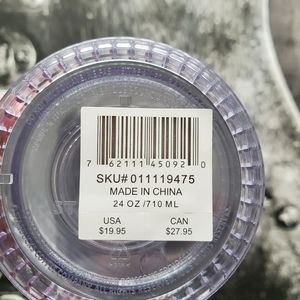 7 62111 45092 0
SKU# 011119475
MADE IN CHINA
24 OZ /710 ML
USA CAN
$19.95 $27.95